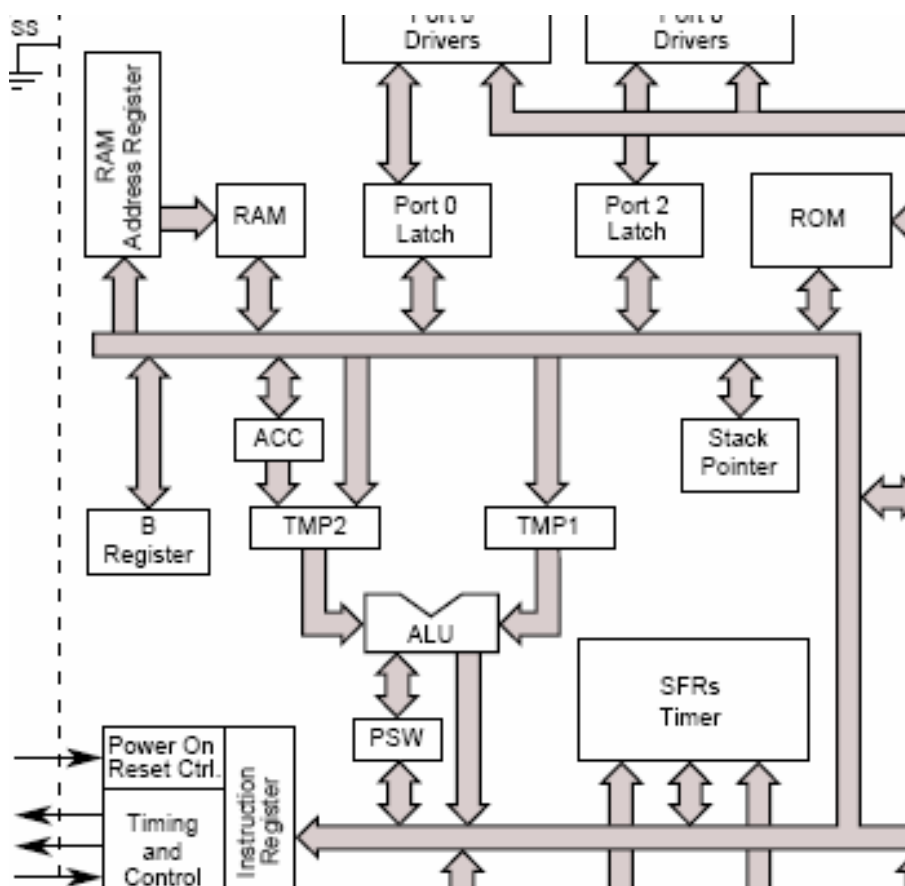 SS
Drivers
Drivers
RAM
Address Register
RAM
Port 0
Latch
Port 2
Latch
ROM
ACC
Stack
Pointer
B
Register
TMP2
TMP1
ALU
SFRs
Timer
PSW
Power On
Reset Ctrl.
Timing
and
Control
Instruction
Register